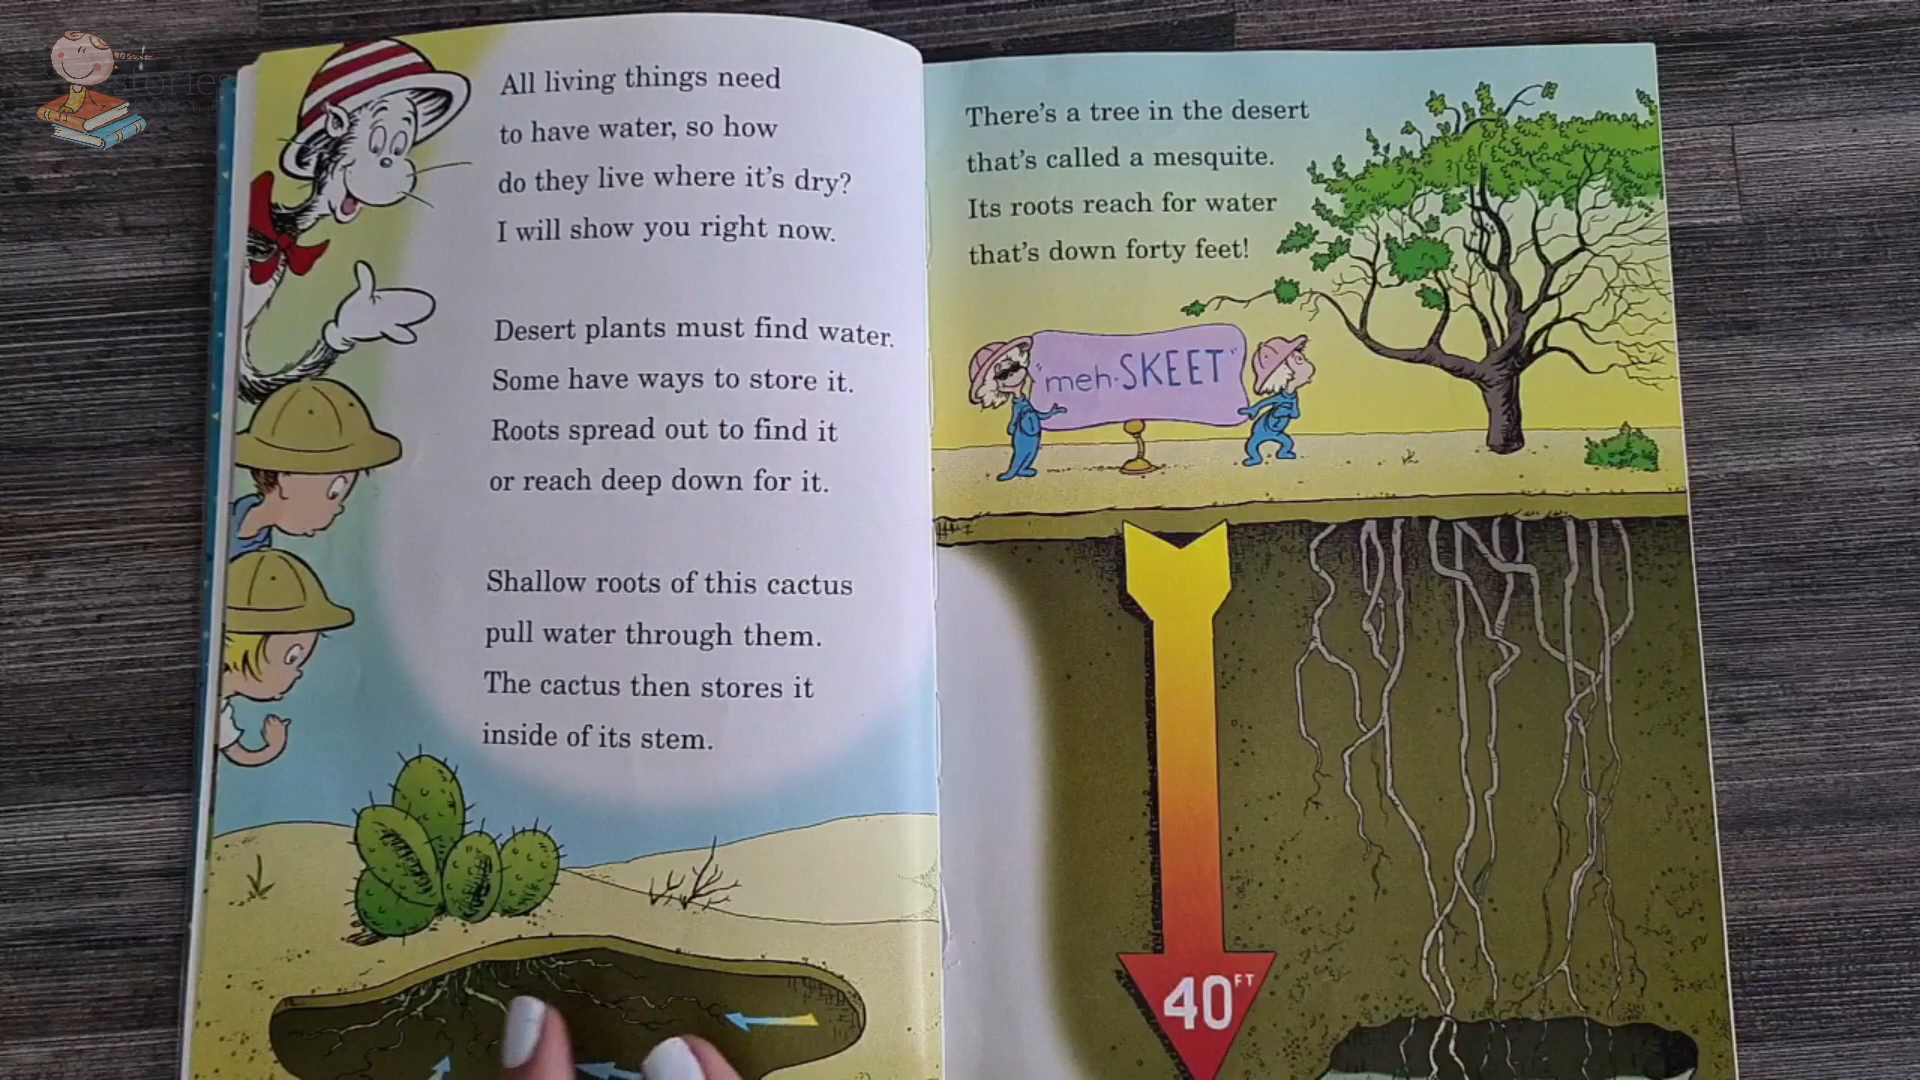 All living things need
to have water, so how
do they live where it's dry?
I will show you right now.
Desert plants must find water.
Some have ways to store it.
Roots spread out to find it
or reach deep down for it.
Shallow roots of this cactus
pull water through them.
The cactus then stores it
inside of its stem.
There's a tree in the desert
that's called a mesquite.
Its roots reach for water
that's down forty feet!
"meh·SKEET"
40 FT